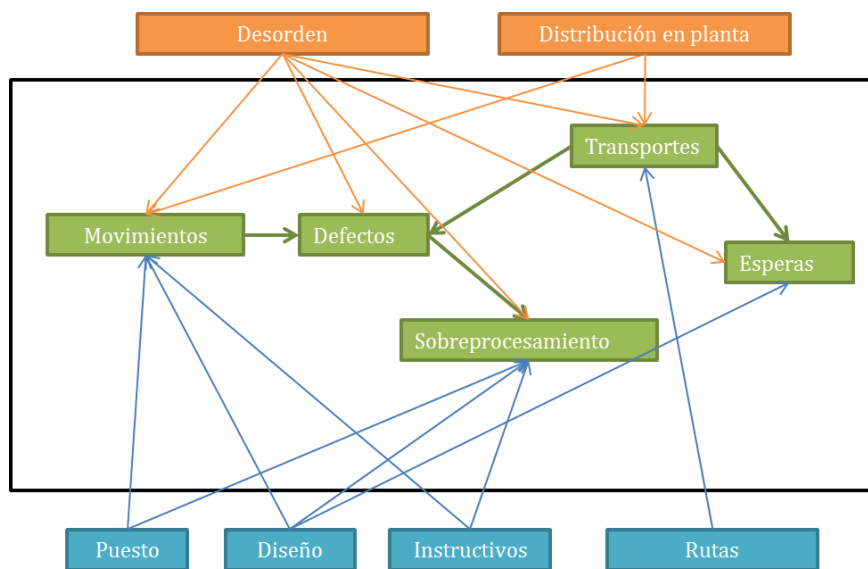 Desorden
Distribución en planta
Transportes
Movimientos
Defectos
Esperas
Sobreprocesamiento
Puesto
Diseño
Instructivos
Rutas